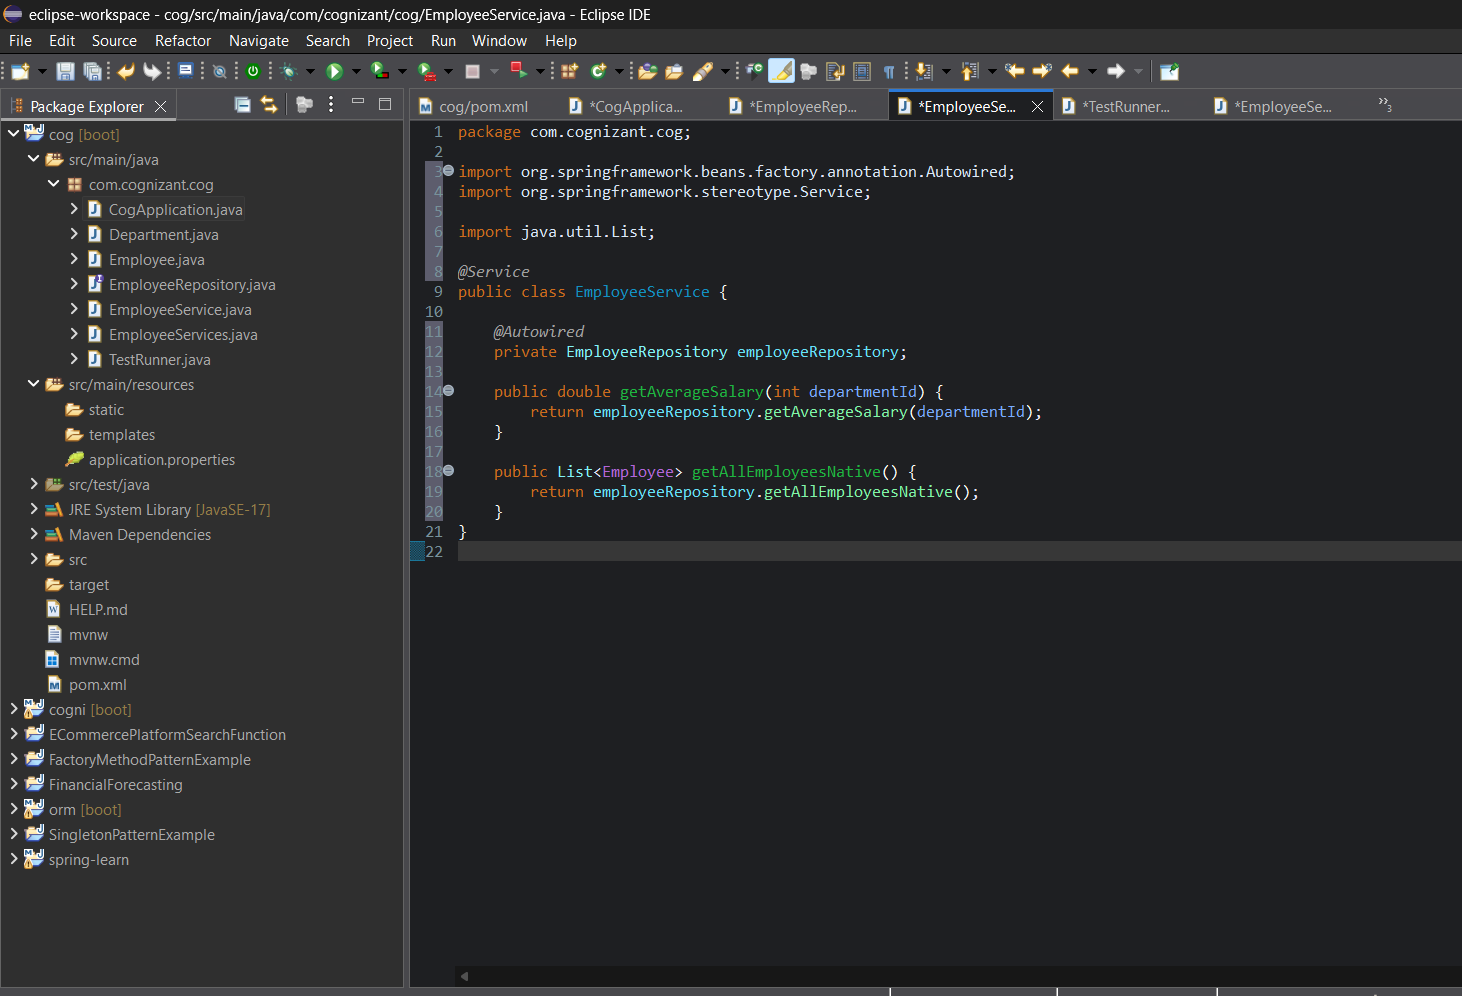 eclipse-workspace - cog/src/main/java/com/cognizant/cog/EmployeeService.java - Eclipse IDE
File Edit Source Refactor Navigate Search Project Run Window Help
Package Explorer
cog [boot]
src/main/java
com.cognizant.cog
CogApplication.java
Department.java
Employee.java
EmployeeRepository.java
EmployeeService.java
EmployeeServices.java
TestRunner.java
src/main/resources
static
templates
application.properties
src/test/java
JRE System Library [JavaSE-17]
Maven Dependencies
src
target
HELP.md
mvnw
mvnw.cmd
pom.xml
cogni [boot]
ECommercePlatformSearchFunction
FactoryMethodPatternExample
FinancialForecasting
orm [boot]
SingletonPatternExample
spring-learn
cog/pom.xml *CogApplica... *EmployeeRep... *EmployeeSe... *TestRunner... *EmployeeSe... »3
1 package com.cognizant.cog;
2
3 import org.springframework.beans.factory.annotation.Autowired;
4 import org.springframework.stereotype.Service;
5
6 import java.util.List;
7
8 @Service
9 public class EmployeeService {
10
11 @Autowired
12 private EmployeeRepository employeeRepository;
13
14 public double getAverageSalary(int departmentId) {
15 return employeeRepository.getAverageSalary(departmentId);
16 }
17
18 public List<Employee> getAllEmployeesNative() {
19 return employeeRepository.getAllEmployeesNative();
20 }
21 }
22